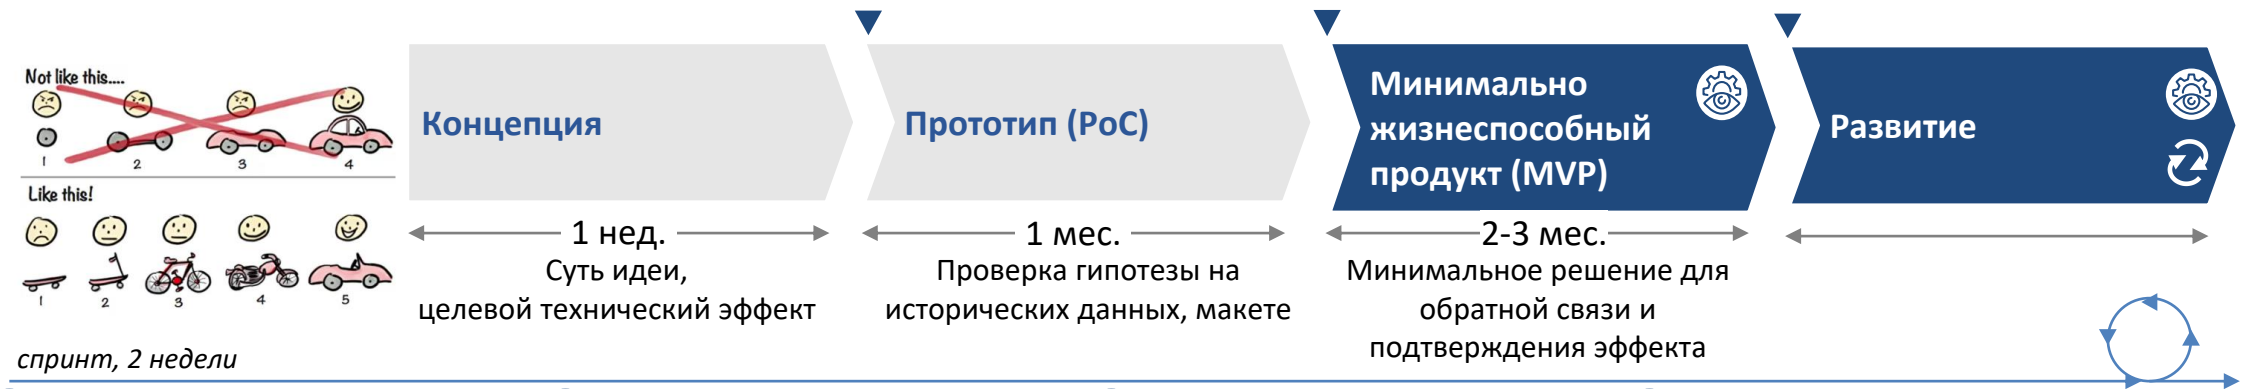 Not like this....
1 2 3 4
Like this!
1 2 3 4 5
спринт, 2 недели
Концепция
1 нед.
Суть идеи,
целевой технический эффект
Прототип (PoC)
1 мес.
Проверка гипотезы на
исторических данных, макете
Минимально
жизнеспособный
продукт (MVP)
2-3 мес.
Минимальное решение для
обратной связи и
подтверждения эффекта
Развитие